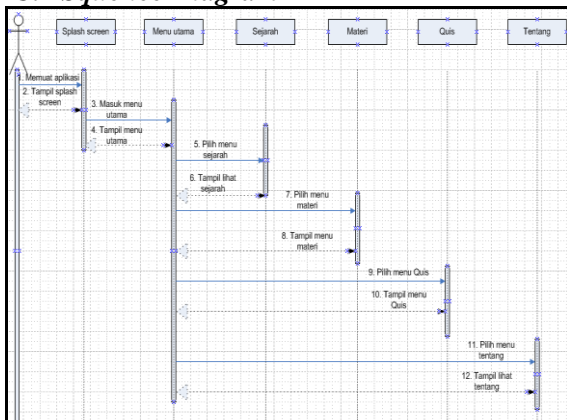 Splash screen
Menu utama
Sejarah
Materi
Quis
Tentang
1. Memuat aplikasi
2. Tampil splash
screen
3. Masuk menu
utama
4. Tampil menu
utama
5. Pilih menu
sejarah
6. Tampil lihat
sejarah
7. Pilih menu
materi
8. Tampil menu
materi
9. Pilih menu Quis
10. Tampil menu
Quis
11. Pilih menu
tentang
12. Tampil lihat
tentang